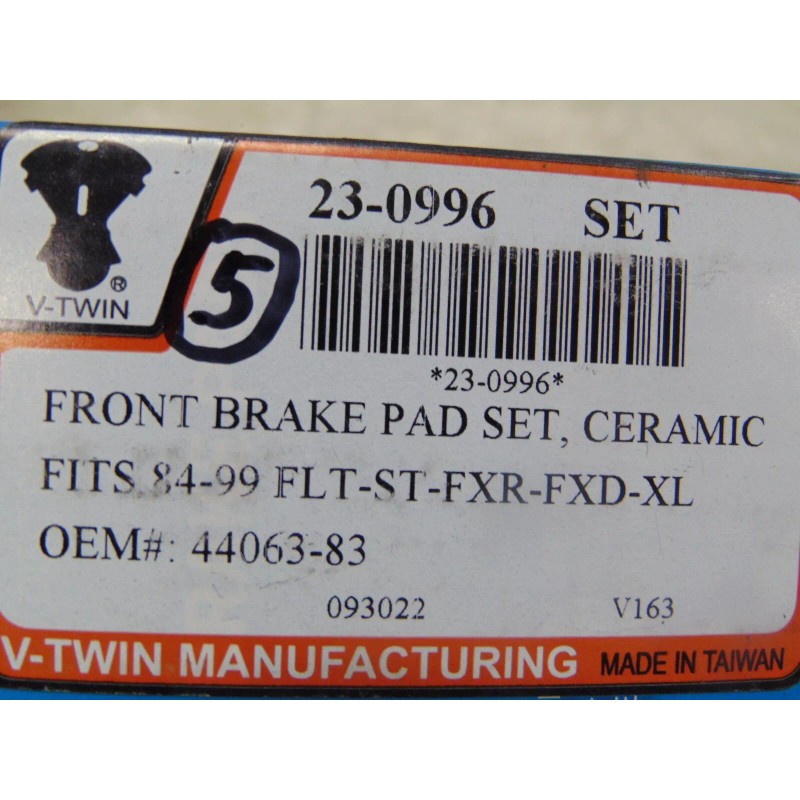 23-0996 SET
®
V-TWIN
5
*23-0996*
FRONT BRAKE PAD SET, CERAMIC
FITS 84-99 FLT-ST-FXR-FXD-XL
OEM#: 44063-83
093022 V163
V-TWIN MANUFACTURING MADE IN TAIWAN